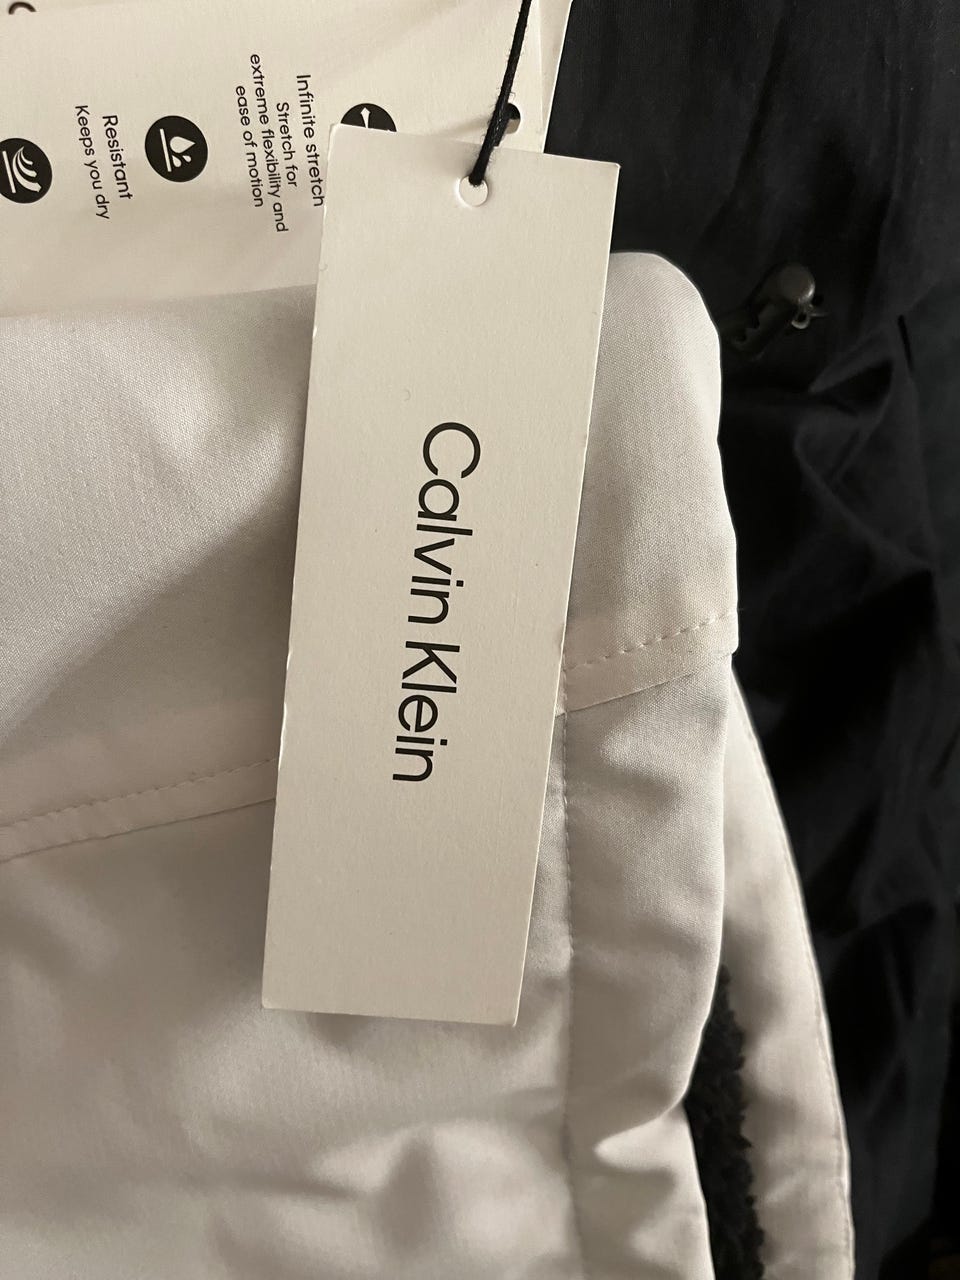 Infinite stretch
Stretch for
extreme flexibility and
ease of motion
Resistant
Keeps you dry
Calvin Klein